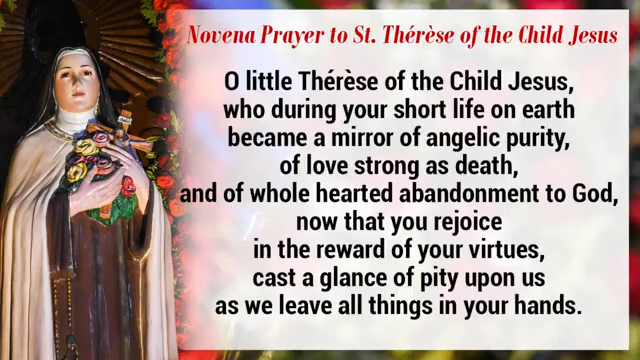 Novena Prayer to St. Thérèse of the Child Jesus
O little Thérèse of the Child Jesus,
who during your short life on earth
became a mirror of angelic purity,
of love strong as death,
and of whole hearted abandonment to God,
now that you rejoice
in the reward of your virtues,
cast a glance of pity upon us
as we leave all things in your hands.